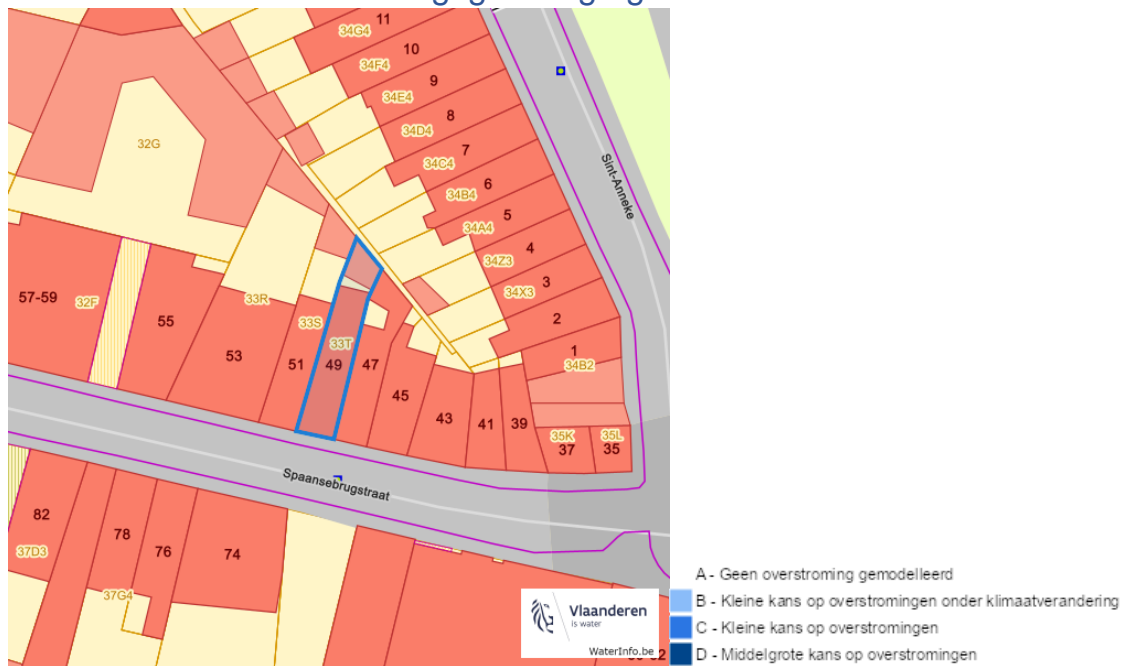 11
34G4
10
34F4
9
34E4
8
34D4
7
34C4
6
34B4
5
34A4
4
34Z3
3
34X3
2
1
34B2
Sint-Anneke
32G
57-59
32F
55
33R
53
33S
51
33T
49
47
45
43
41
39
35K
37
35L
35
Spaansebrugstraat
82
37D3
78
76
74
37G4
Vlaanderen
is water
WaterInfo.be
A - Geen overstroming gemodelleerd
B - Kleine kans op overstromingen onder klimaatverandering
C - Kleine kans op overstromingen
D - Middelgrote kans op overstromingen